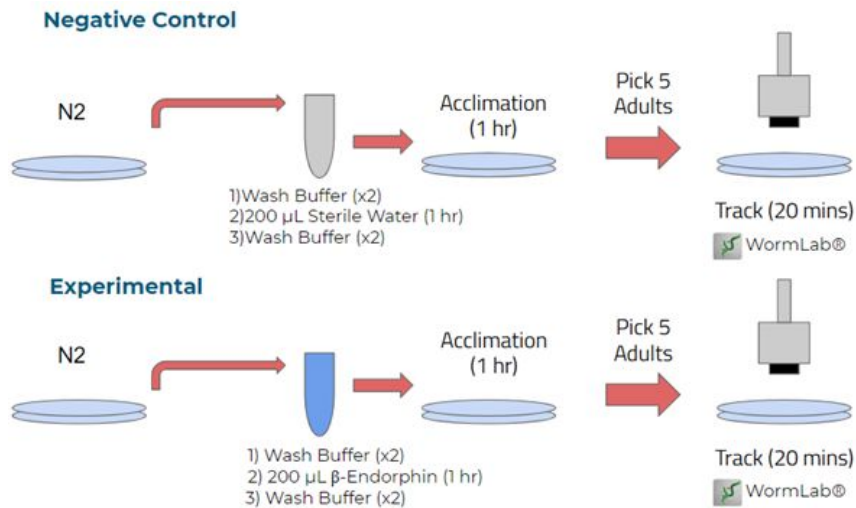 Negative Control
N2
1)Wash Buffer (x2)
2)200 µL Sterile Water (1 hr)
3)Wash Buffer (x2)
Acclimation
(1 hr)
Pick 5
Adults
Track (20 mins)
WormLab®
Experimental
N2
1) Wash Buffer (x2)
2) 200 µL β-Endorphin (1 hr)
3) Wash Buffer (x2)
Acclimation
(1 hr)
Pick 5
Adults
Track (20 mins)
WormLab®